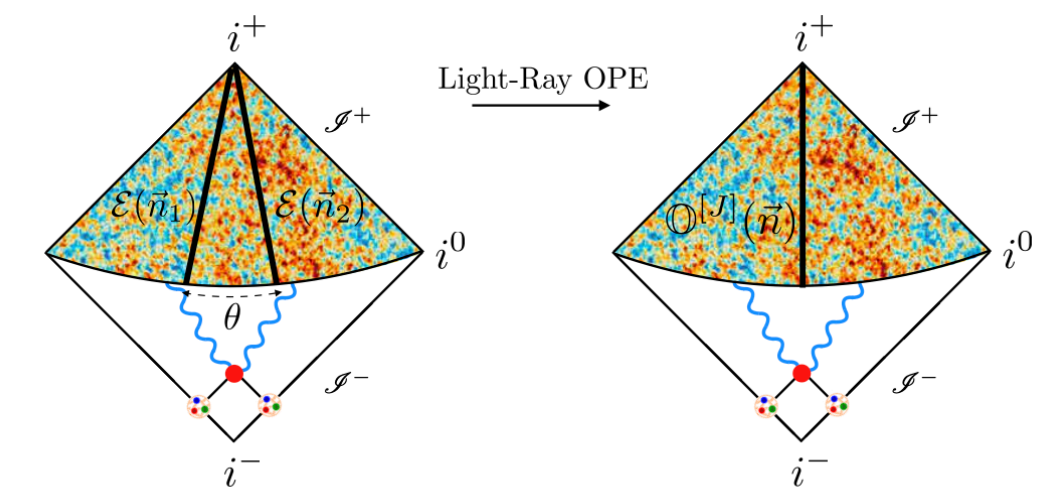 i⁺
ℰ(n⃗₁)
ℰ(n⃗₂)
𝓘⁺
i⁰
θ
𝓘⁻
i⁻
Light-Ray OPE
i⁺
𝕆^[J](n⃗)
𝓘⁺
i⁰
𝓘⁻
i⁻